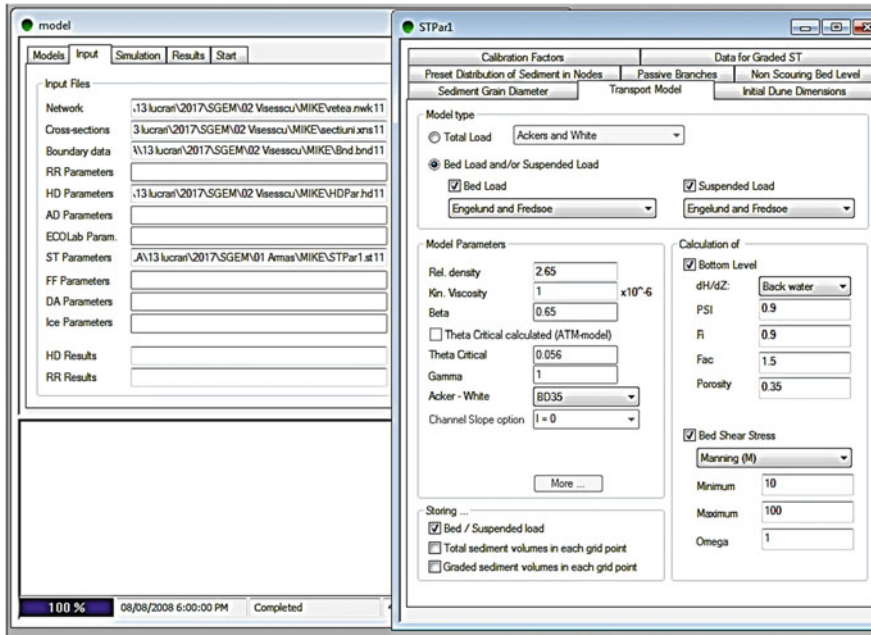 model
Models Input Simulation Results Start
Input Files
Network .13 lucrari\2017\SGEM\02 Visesscu\MIKE\vetea.nwk11
Cross-sections 3 lucrari\2017\SGEM\02 Visesscu\MIKE\sectiuni.xns11
Boundary data \\13 lucrari\2017\SGEM\02 Visesscu\MIKE\Bnd.bnd11
RR Parameters
HD Parameters .13 lucrari\2017\SGEM\02 Visesscu\MIKE\HDPar.hd11
AD Parameters
ECOLab Param.
ST Parameters .A\13 lucrari\2017\SGEM\01 Armas\MIKE\STPar1.st11
FF Parameters
DA Parameters
Ice Parameters
HD Results
RR Results
100 % 08/08/2008 6:00:00 PM Completed
STPar1
Calibration Factors Data for Graded ST
Preset Distribution of Sediment in Nodes Passive Branches Non Scouring Bed Level
Sediment Grain Diameter Transport Model Initial Dune Dimensions
Model type
Total Load Ackers and White
Bed Load and/or Suspended Load
Bed Load Suspended Load
Engelund and Fredsoe Engelund and Fredsoe
Model Parameters
Rel. density 2.65
Kin. Viscosity 1 x10^-6
Beta 0.65
Theta Critical calculated (ATM-model)
Theta Critical 0.056
Gamma 1
Acker - White BD35
Channel Slope option I = 0
More ...
Storing ...
Bed / Suspended load
Total sediment volumes in each grid point
Graded sediment volumes in each grid point
Calculation of
Bottom Level
dH/dZ: Back water
PSI 0.9
Fi 0.9
Fac 1.5
Porosity 0.35
Bed Shear Stress
Manning (M)
Minimum 10
Maximum 100
Omega 1